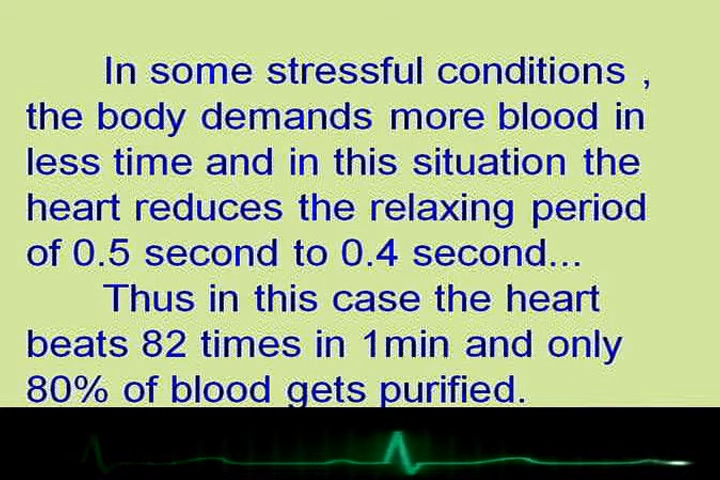 In some stressful conditions ,
the body demands more blood in
less time and in this situation the
heart reduces the relaxing period
of 0.5 second to 0.4 second...
Thus in this case the heart
beats 82 times in 1min and only
80% of blood gets purified.